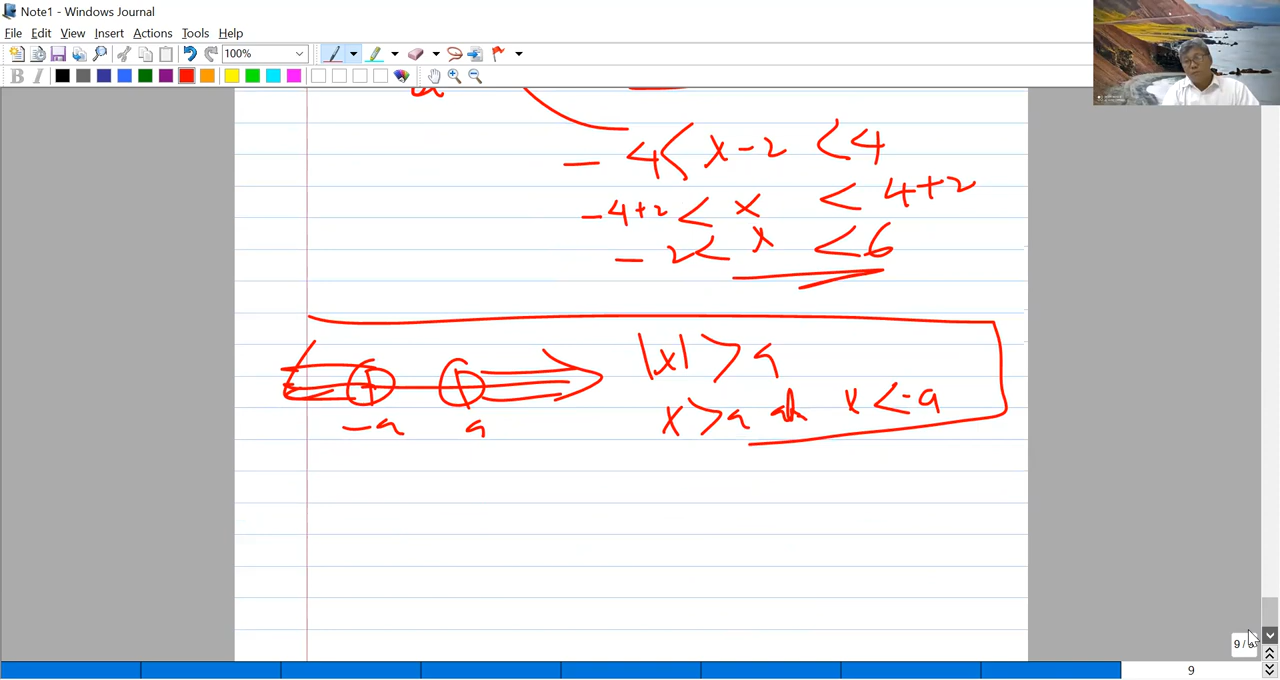 Note1 - Windows Journal
File Edit View Insert Actions Tools Help
100%
B I
a
- 4 < x - 2 < 4
- 4 + 2 < x < 4 + 2
- 2 < x < 6
|x| > a
-a a
x > a x < -a
9 /
9